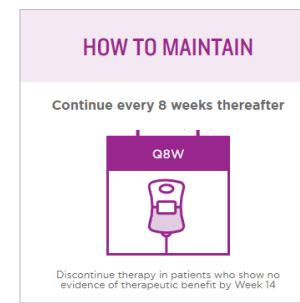 HOW TO MAINTAIN
Continue every 8 weeks thereafter
Q8W
Discontinue therapy in patients who show no
evidence of therapeutic benefit by Week 14